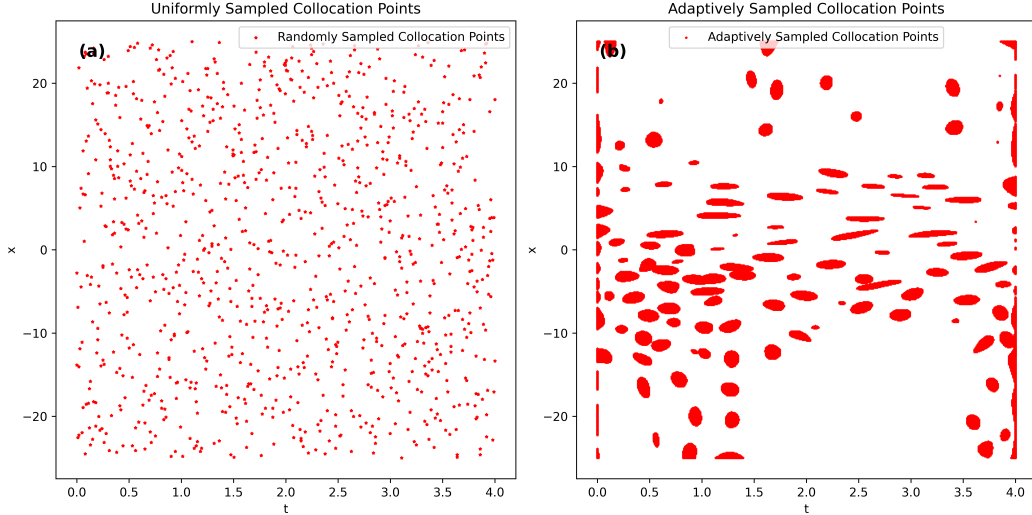 Uniformly Sampled Collocation Points
(a)
Randomly Sampled Collocation Points
20
10
0
−10
−20
x
0.0 0.5 1.0 1.5 2.0 2.5 3.0 3.5 4.0
t
Adaptively Sampled Collocation Points
(b)
Adaptively Sampled Collocation Points
20
10
0
−10
−20
x
0.0 0.5 1.0 1.5 2.0 2.5 3.0 3.5 4.0
t